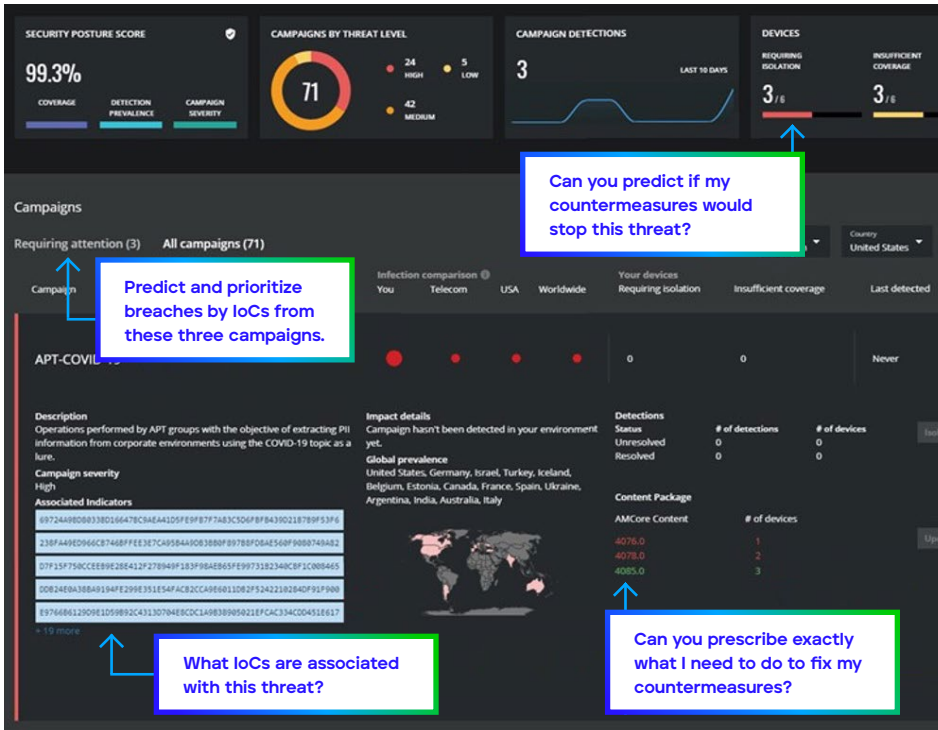 SECURITY POSTURE SCORE
99.3%
COVERAGE
DETECTION
PREVALENCE
CAMPAIGN
SEVERITY
CAMPAIGNS BY THREAT LEVEL
71
24
HIGH
5
LOW
42
MEDIUM
CAMPAIGN DETECTIONS
3
LAST 10 DAYS
DEVICES
REQUIRING
ISOLATION
3/6
INSUFFICIENT
COVERAGE
3/6
Can you predict if my
countermeasures would
stop this threat?
Campaigns
Requiring attention (3)
All campaigns (71)
Country
United States
Predict and prioritize
breaches by IoCs from
these three campaigns.
Campaign
Infection comparison
You
Telecom
USA
Worldwide
Your devices
Requiring isolation
Insufficient coverage
Last detected
0
0
Never
Description
Operations performed by APT groups with the objective of extracting PII
information from corporate environments using the COVID-19 topic as a
lure.
Campaign severity
High
Associated Indicators
+ 19 more
Impact details
Campaign hasn't been detected in your environment
yet.
Global prevalence
United States, Germany, Israel, Turkey, Iceland,
Belgium, Estonia, Canada, France, Spain, Ukraine,
Argentina, India, Australia, Italy
Detections
Status
# of detections
# of devices
Unresolved
0
0
Resolved
0
0
Content Package
AMCore Content
# of devices
4076.0
1
4078.0
2
4085.0
3
What IoCs are associated
with this threat?
Can you prescribe exactly
what I need to do to fix my
countermeasures?